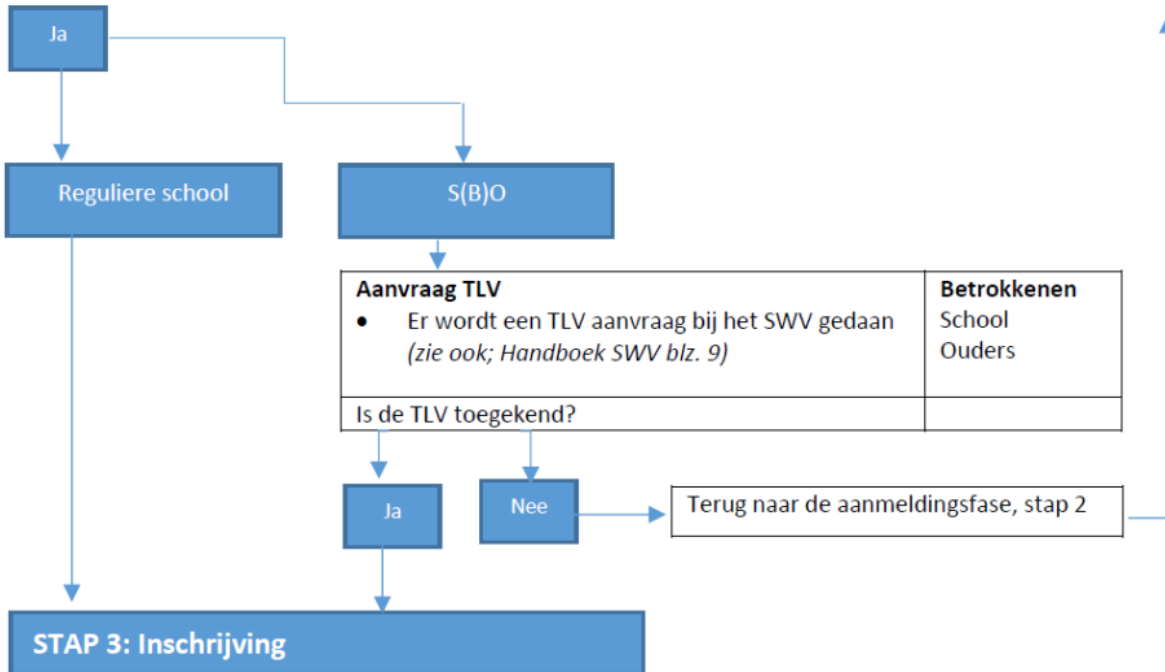 Ja
Reguliere school
S(B)O
Aanvraag TLV
• Er wordt een TLV aanvraag bij het SWV gedaan
(zie ook; Handboek SWV blz. 9)
Betrokkenen
School
Ouders
Is de TLV toegekend?
Ja
Nee
Terug naar de aanmeldingsfase, stap 2
STAP 3: Inschrijving